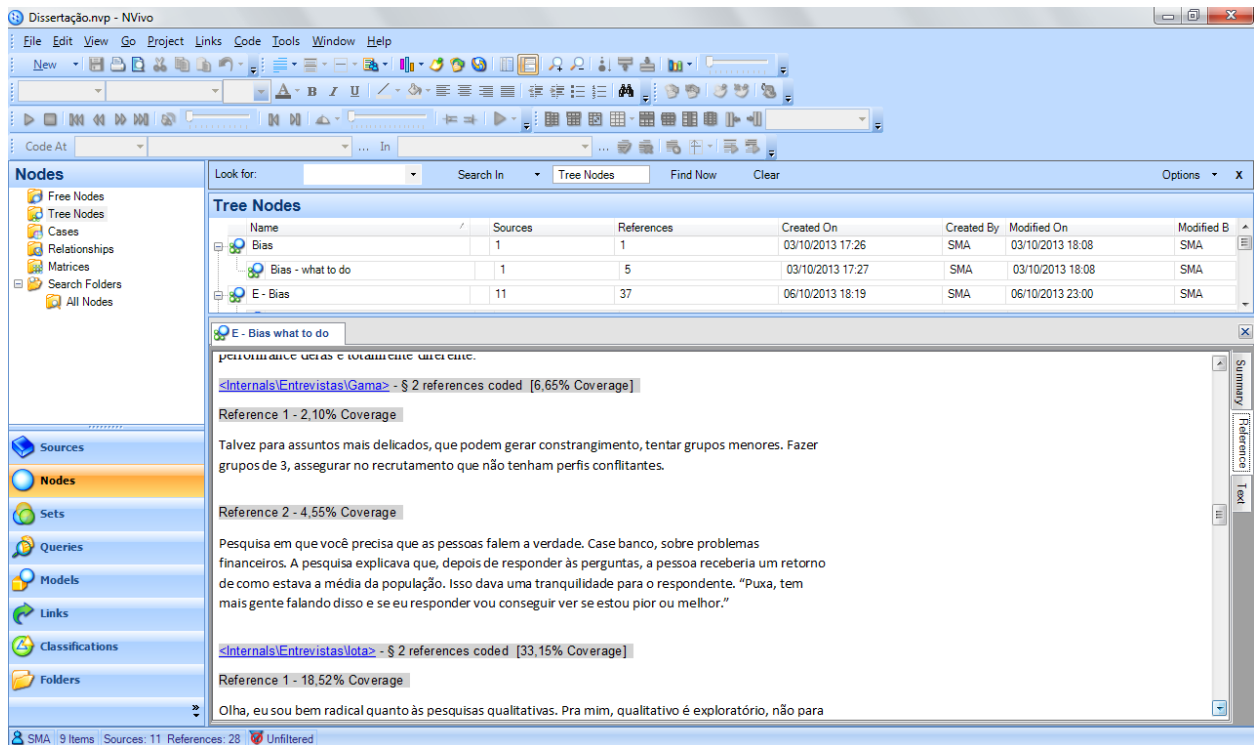 Dissertação.nvp - NVivo
File Edit View Go Project Links Code Tools Window Help
New
Code At In
Nodes
Free Nodes
Tree Nodes
Cases
Relationships
Matrices
Search Folders
All Nodes
Sources
Nodes
Sets
Queries
Models
Links
Classifications
Folders
Look for: Search In Tree Nodes Find Now Clear Options x
Tree Nodes
Name Sources References Created On Created By Modified On Modified B
Bias 1 1 03/10/2013 17:26 SMA 03/10/2013 18:08 SMA
Bias - what to do 1 5 03/10/2013 17:27 SMA 03/10/2013 18:08 SMA
E - Bias 11 37 06/10/2013 18:19 SMA 06/10/2013 23:00 SMA
E - Bias what to do
performance deras e totalmente diferente.
<Internals\Entrevistas\Gama> - § 2 references coded [6,65% Coverage]
Reference 1 - 2,10% Coverage
Talvez para assuntos mais delicados, que podem gerar constrangimento, tentar grupos menores. Fazer
grupos de 3, assegurar no recrutamento que não tenham perfis conflitantes.
Reference 2 - 4,55% Coverage
Pesquisa em que você precisa que as pessoas falem a verdade. Case banco, sobre problemas
financeiros. A pesquisa explicava que, depois de responder às perguntas, a pessoa receberia um retorno
de como estava a média da população. Isso dava uma tranquilidade para o respondente. “Puxa, tem
mais gente falando disso e se eu responder vou conseguir ver se estou pior ou melhor.”
<Internals\Entrevistas\Iota> - § 2 references coded [33,15% Coverage]
Reference 1 - 18,52% Coverage
Olha, eu sou bem radical quanto às pesquisas qualitativas. Pra mim, qualitativo é exploratório, não para
Summary
Reference
Text
SMA 9 Items Sources: 11 References: 28 Unfiltered